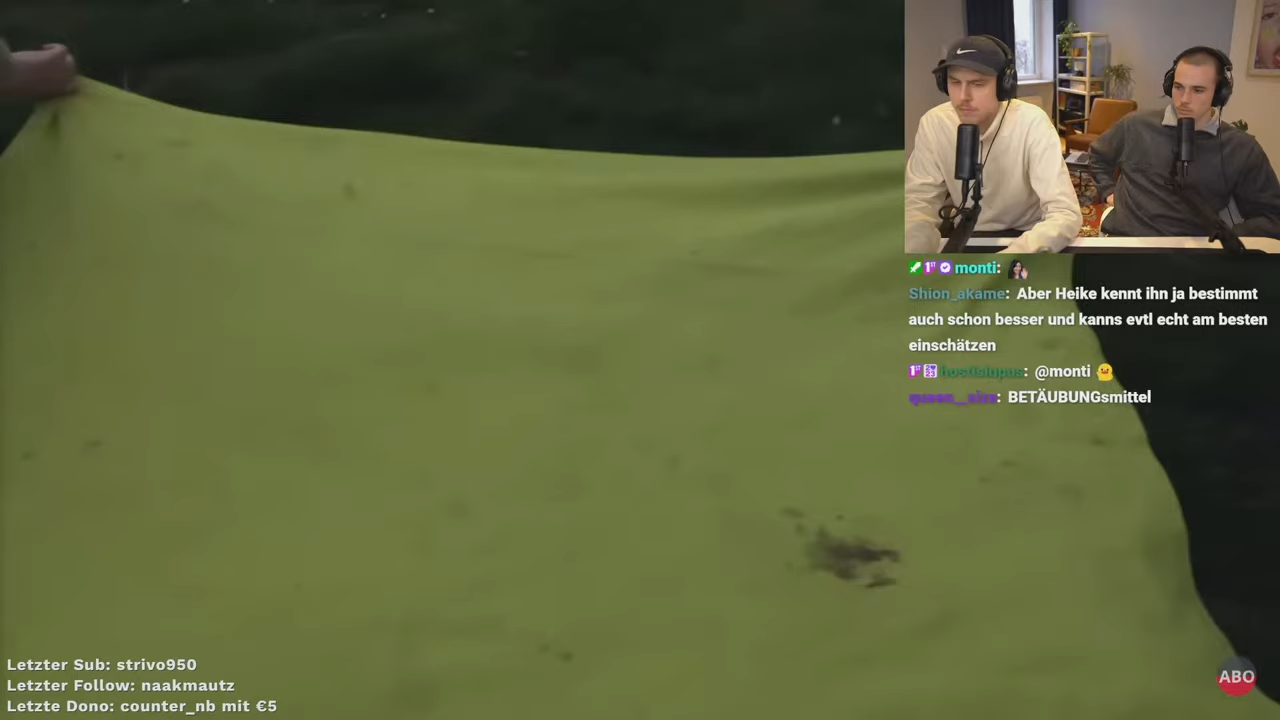 monti:
Shion_akame: Aber Heike kennt ihn ja bestimmt
auch schon besser und kanns evtl echt am besten
einschätzen
hostislupus: @monti
BETÄUBUNGsmittel
Letzter Sub: strivo950
Letzter Follow: naakmautz
Letzte Dono: counter_nb mit €5
ABO